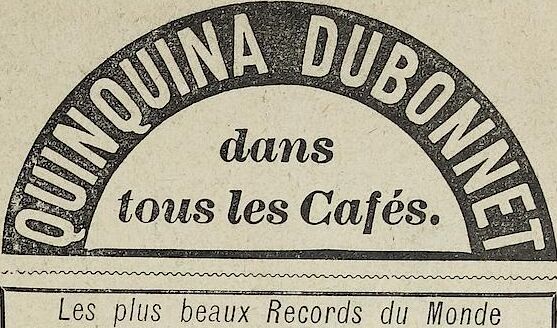 QUINQUINA DUBONNET
dans
tous les Cafés.
Les plus beaux Records du Monde